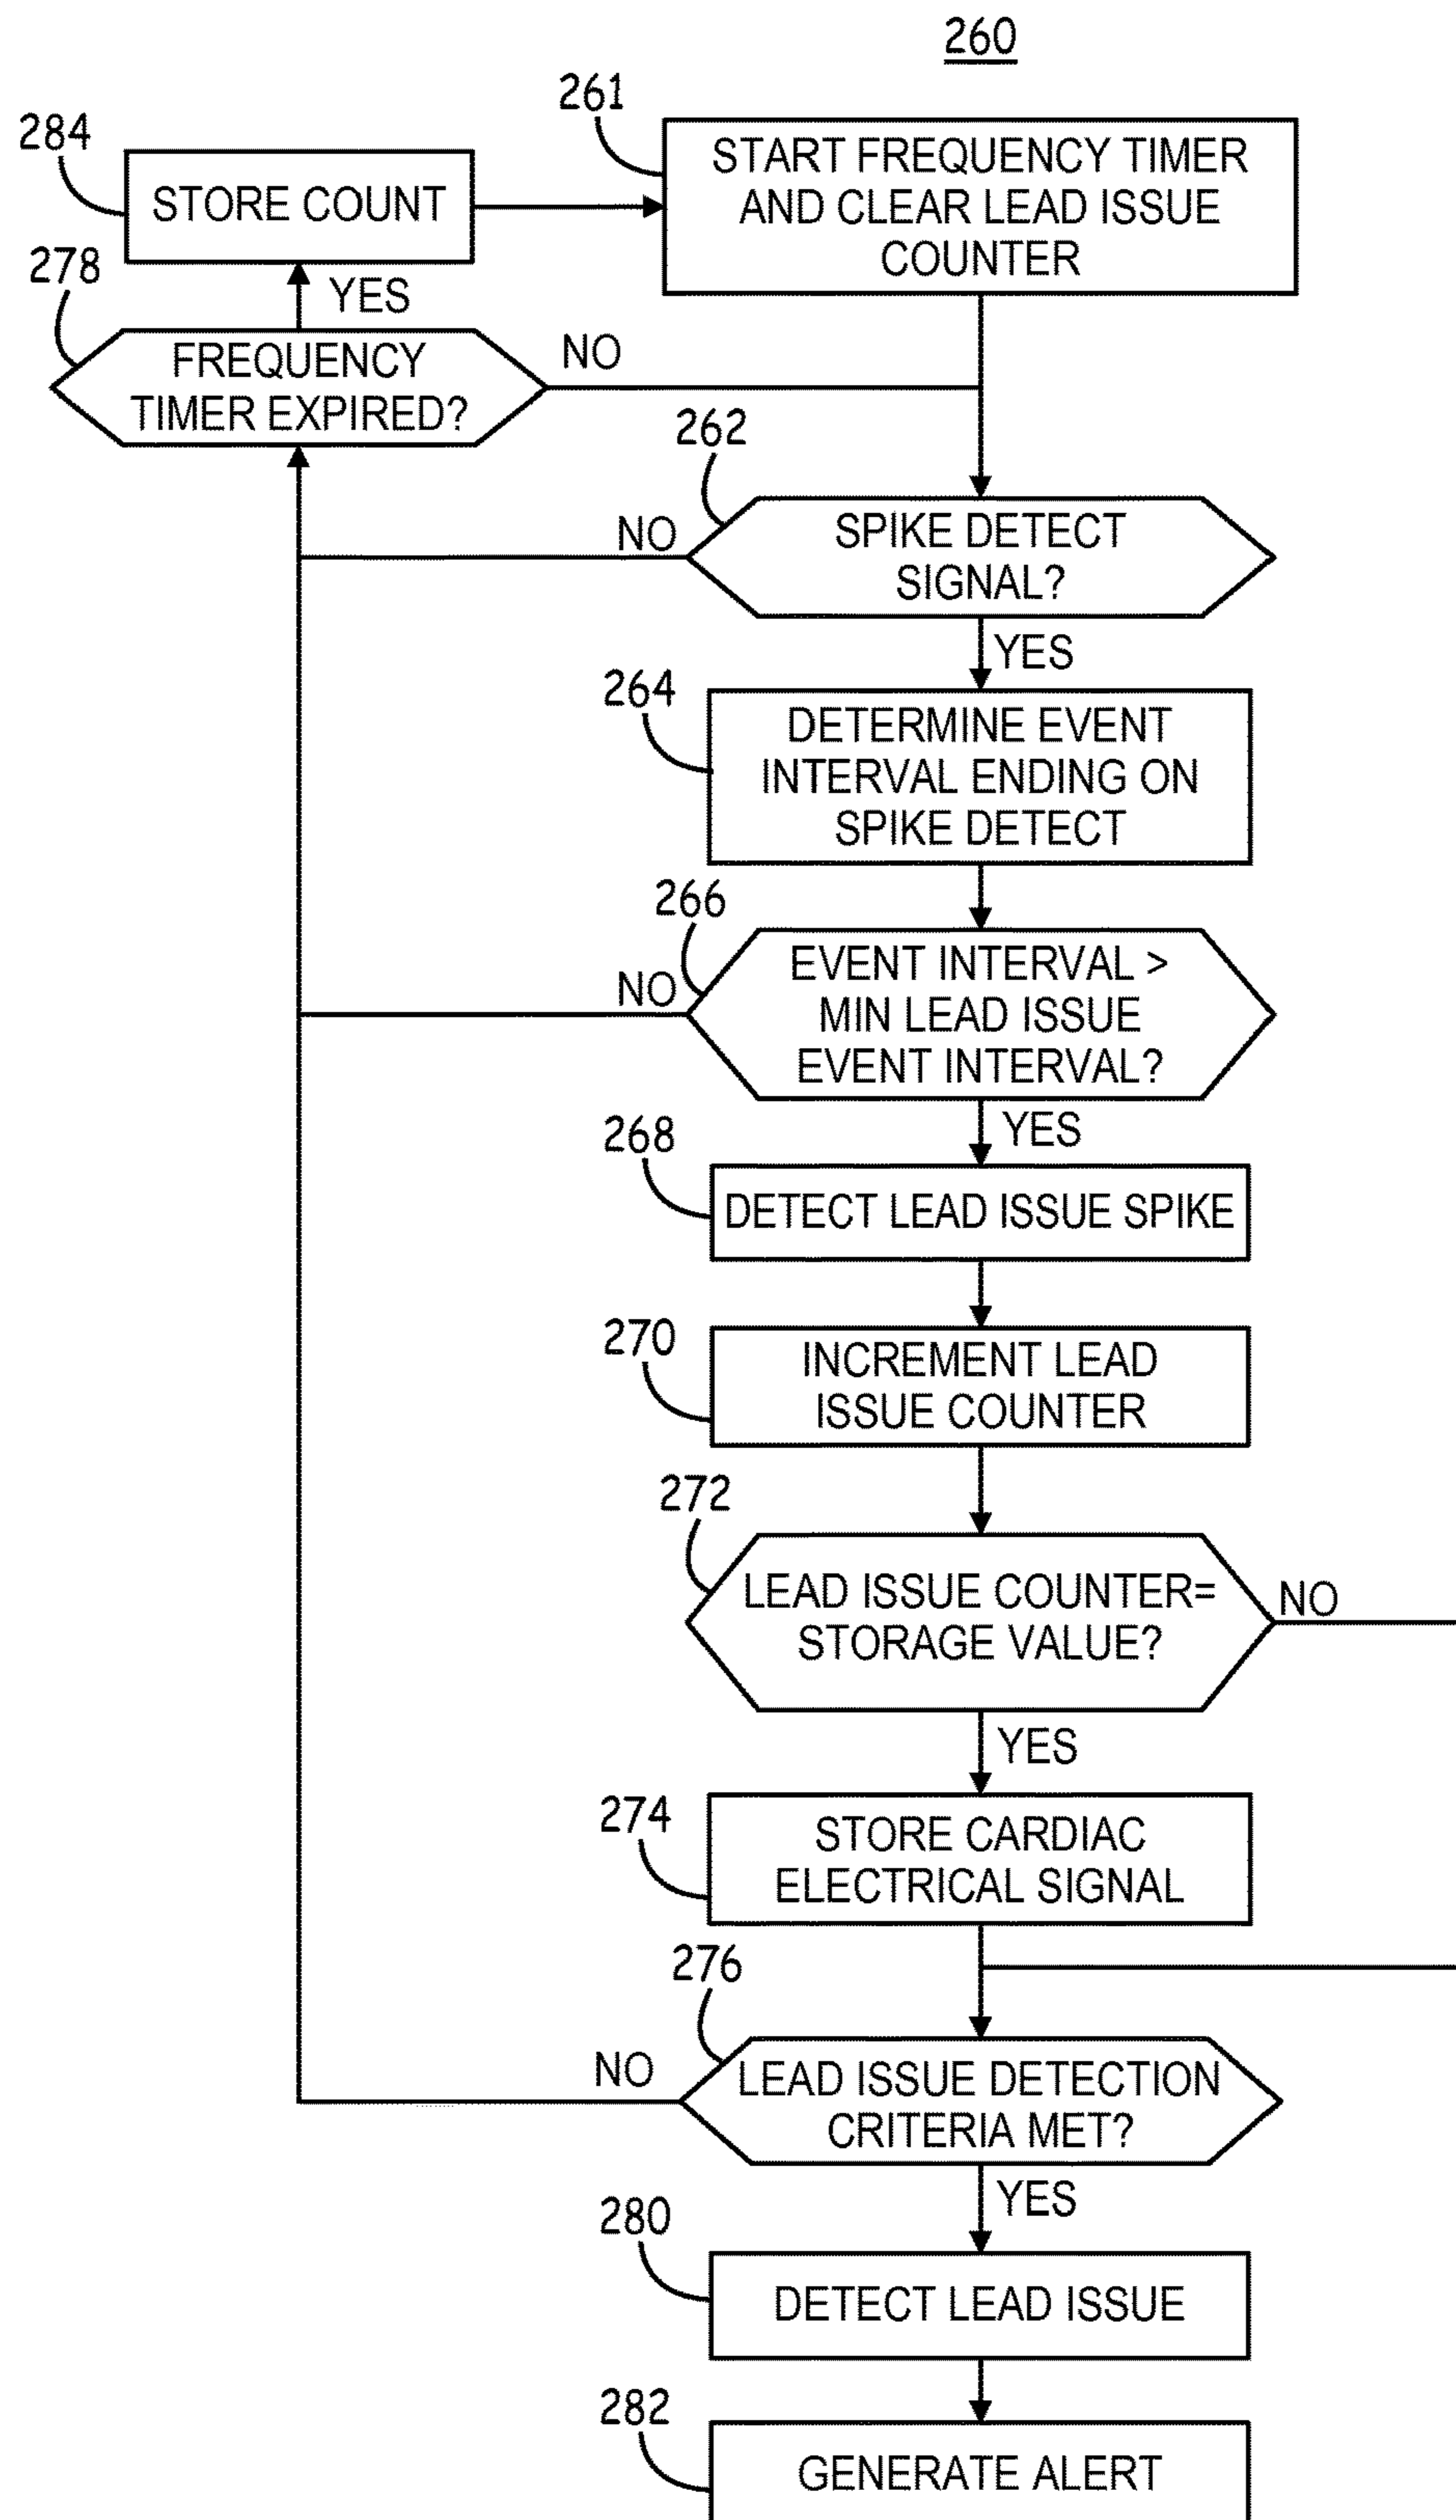 260
261
284
START FREQUENCY TIMER
AND CLEAR LEAD ISSUE
COUNTER
STORE COUNT
278
YES
FREQUENCY
TIMER EXPIRED?
NO
262
NO
SPIKE DETECT
SIGNAL?
YES
264
DETERMINE EVENT
INTERVAL ENDING ON
SPIKE DETECT
266
NO
EVENT INTERVAL >
MIN LEAD ISSUE
EVENT INTERVAL?
YES
268
DETECT LEAD ISSUE SPIKE
270
INCREMENT LEAD
ISSUE COUNTER
272
LEAD ISSUE COUNTER=
STORAGE VALUE?
NO
YES
274
STORE CARDIAC
ELECTRICAL SIGNAL
276
NO
LEAD ISSUE DETECTION
CRITERIA MET?
YES
280
DETECT LEAD ISSUE
282
GENERATE ALERT